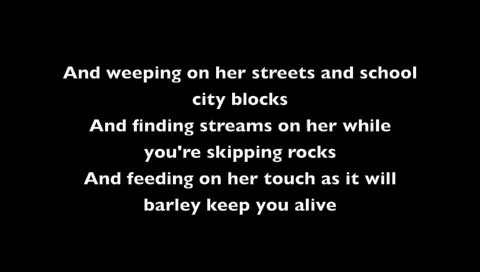 And weeping on her streets and school
city blocks
And finding streams on her while
you're skipping rocks
And feeding on her touch as it will
barley keep you alive